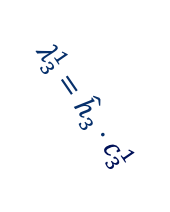 λ₃¹ = ĥ₃ · c₃¹